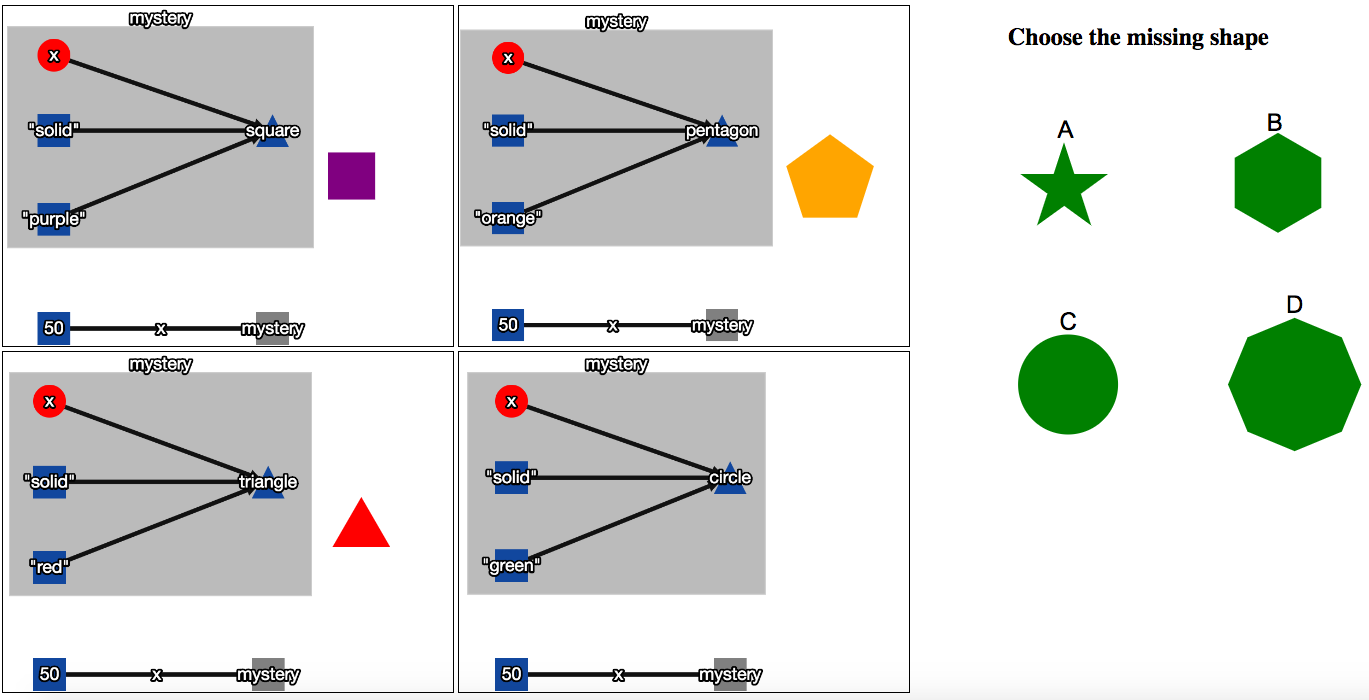 mystery
x
"solid"
square
"purple"
50
x
mystery
mystery
x
"solid"
pentagon
"orange"
50
x
mystery
mystery
x
"solid"
triangle
"red"
50
x
mystery
mystery
x
"solid"
circle
"green"
50
x
mystery
Choose the missing shape
A
B
C
D